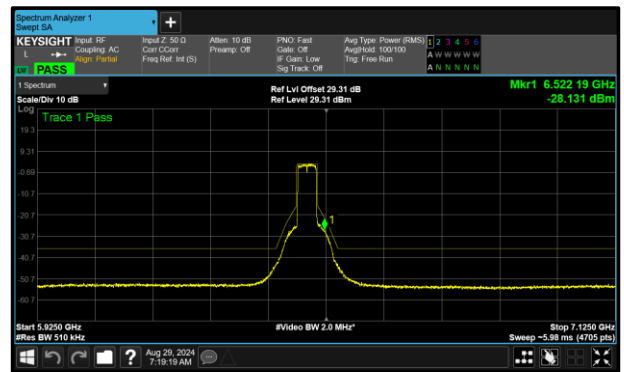 Spectrum Analyzer 1
Swept SA
+
KEYSIGHT
L
LW
PASS
Input: RF
Coupling: AC
Align: Partial
Input Z: 50 Ω
Corr CCorr
Freq Ref: Int (S)
Atten: 10 dB
Preamp: Off
PNO: Fast
Gate: Off
IF Gain: Low
Sig Track: Off
Avg Type: Power (RMS)
Avg|Hold: 100/100
Trig: Free Run
1 2 3 4 5 6
A W W W W W
A N N N N N
1 Spectrum
Scale/Div 10 dB
Ref Lvl Offset 29.31 dB
Ref Level 29.31 dBm
Mkr1 6.522 19 GHz
-28.131 dBm
Log
Trace 1 Pass
19.3
9.31
-0.69
-10.7
-20.7
-30.7
-40.7
-50.7
-60.7
1
Start 5.9250 GHz
#Res BW 510 kHz
#Video BW 2.0 MHz*
Stop 7.1250 GHz
Sweep ~5.98 ms (4705 pts)
?
Aug 29, 2024
7:19:19 AM